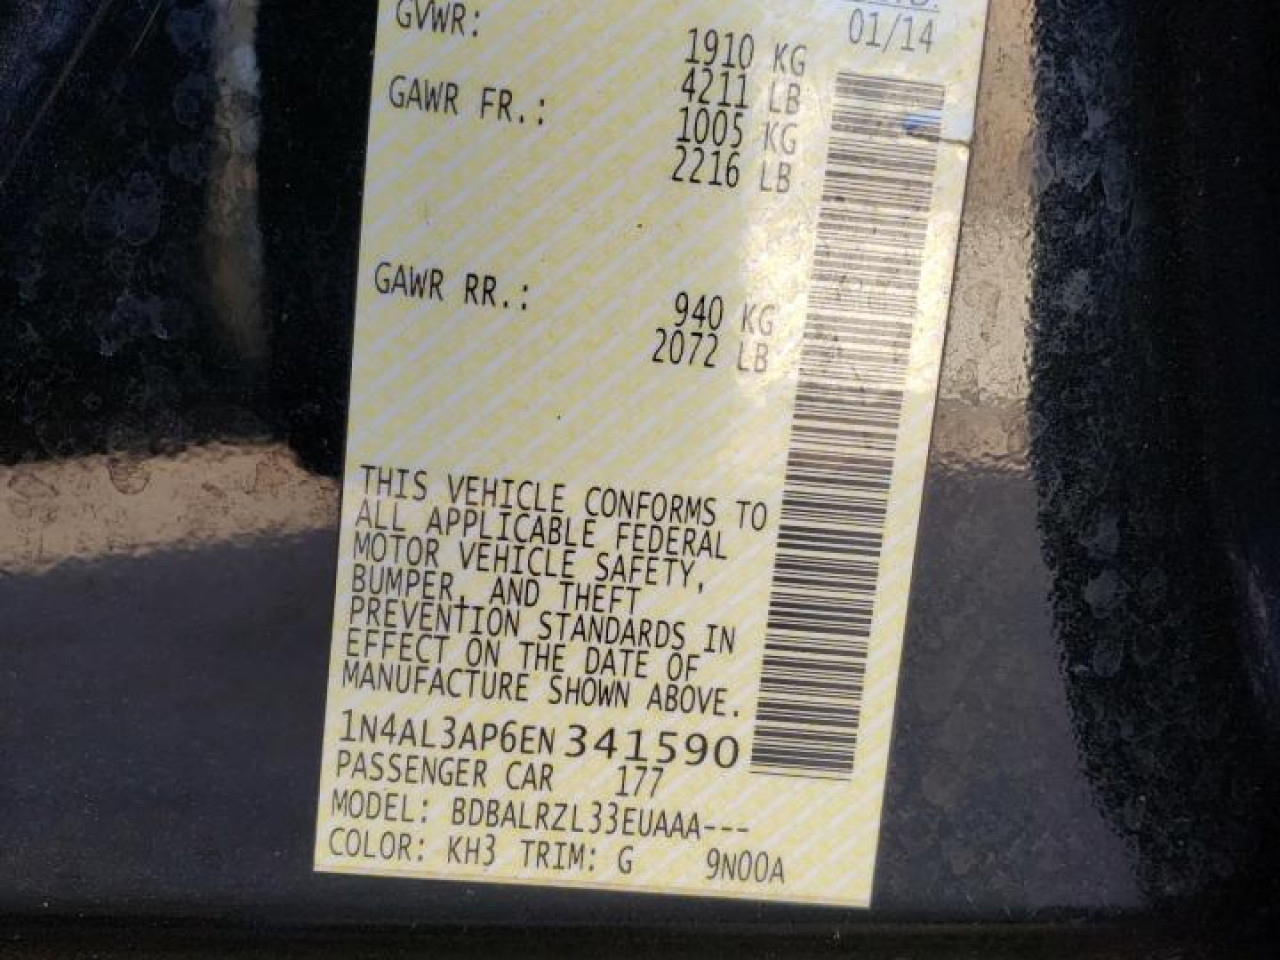 GVWR:
01/14
1910 KG
4211 LB
GAWR FR.:
1005 KG
2216 LB
GAWR RR.:
940 KG
2072 LB
THIS VEHICLE CONFORMS TO
ALL APPLICABLE FEDERAL
MOTOR VEHICLE SAFETY,
BUMPER, AND THEFT
PREVENTION STANDARDS IN
EFFECT ON THE DATE OF
MANUFACTURE SHOWN ABOVE.
1N4AL3AP6EN341590
PASSENGER CAR 177
MODEL: BDBALRZL33EUAAA---
COLOR: KH3 TRIM: G 9N00A